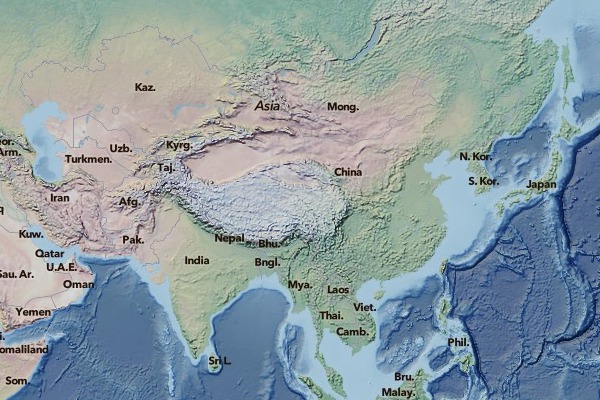 Kaz.
Asia
Mong.
eor.
Arm.
Uzb.
Kyrg.
Turkmen.
Taj.
China
N. Kor.
S. Kor.
Japan
Iran
Afg.
q
Kuw.
Pak.
Nepal
Bhu.
Qatar
India
Bngl.
U.A.E.
Sau. Ar.
Oman
Mya.
Laos
Yemen
Viet.
Thai.
Camb.
i.
omaliland
Phil.
Sri L.
Som.
Bru.
Malay.